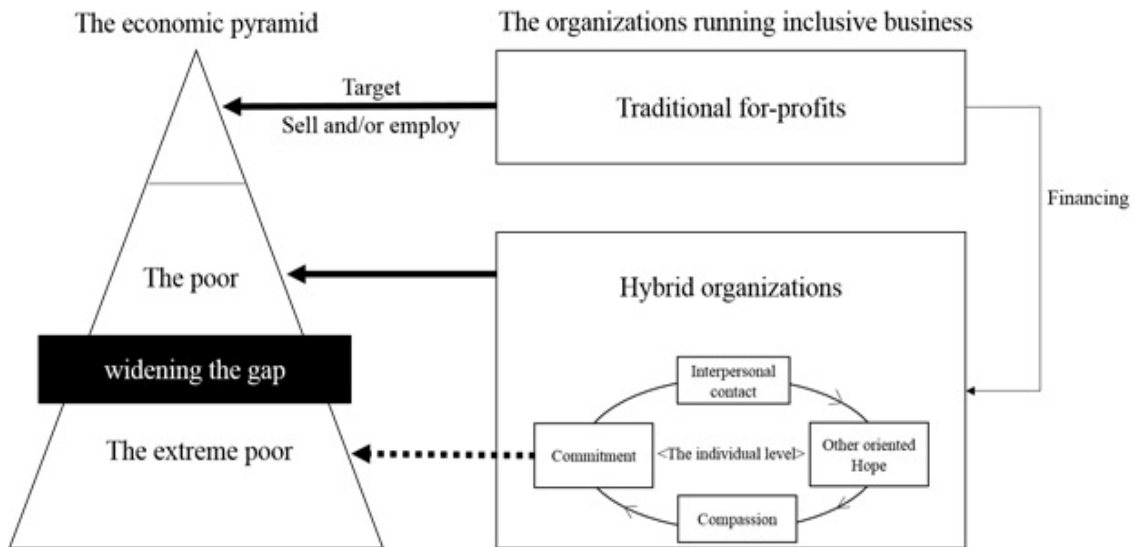 The economic pyramid
The organizations running inclusive business
Target
Sell and/or employ
Traditional for-profits
Financing
The poor
Hybrid organizations
widening the gap
The extreme poor
Interpersonal
contact
Commitment
<The individual level>
Other oriented
Hope
Compassion